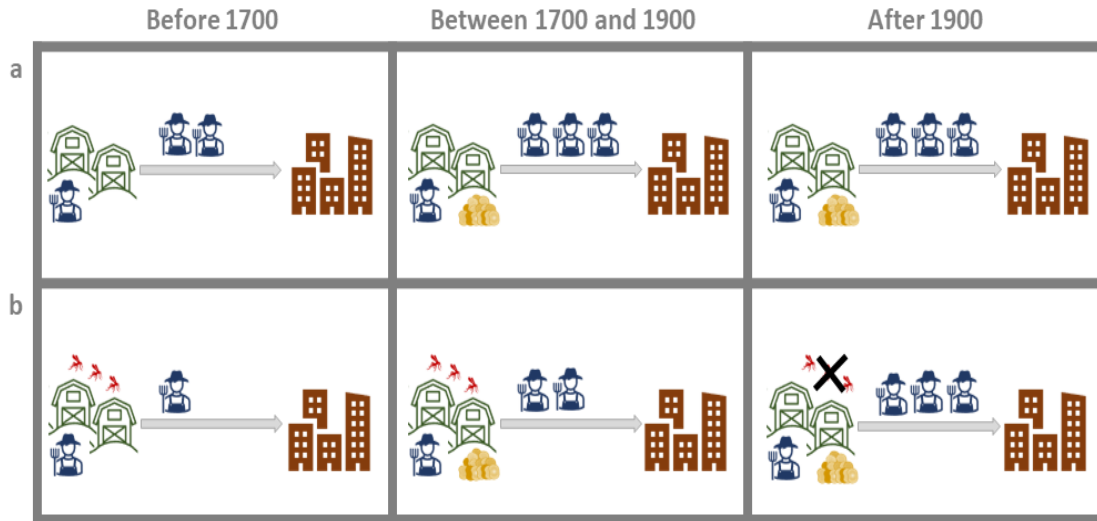 Before 1700
Between 1700 and 1900
After 1900
a
b